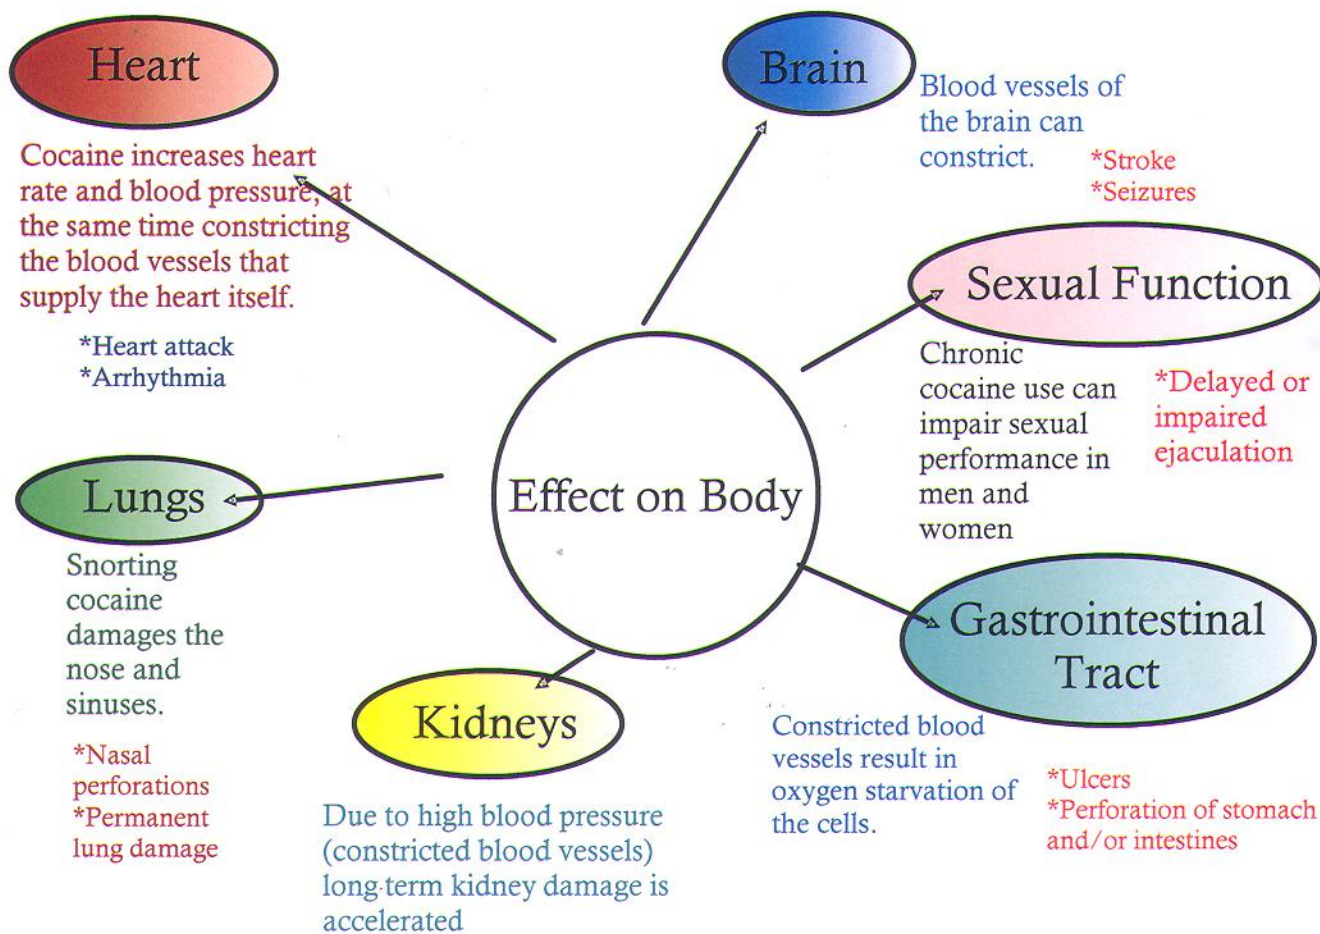 Heart
Cocaine increases heart
rate and blood pressure, at
the same time constricting
the blood vessels that
supply the heart itself.
*Heart attack
*Arrhythmia
Brain
Blood vessels of
the brain can
constrict.
*Stroke
*Seizures
Sexual Function
Chronic
cocaine use can
impair sexual
performance in
men and
women
*Delayed or
impaired
ejaculation
Effect on Body
Lungs
Snorting
cocaine
damages the
nose and
sinuses.
*Nasal
perforations
*Permanent
lung damage
Kidneys
Due to high blood pressure
(constricted blood vessels)
long-term kidney damage is
accelerated
Gastrointestinal
Tract
Constricted blood
vessels result in
oxygen starvation of
the cells.
*Ulcers
*Perforation of stomach
and/or intestines